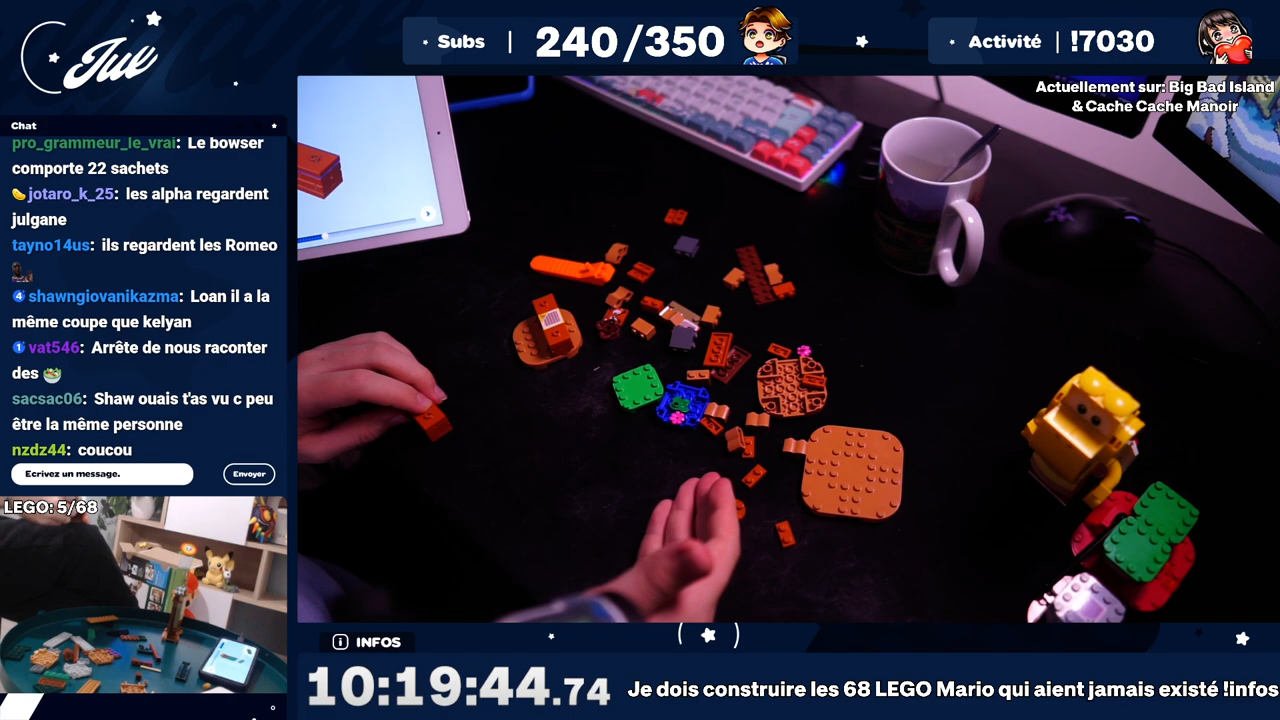 Jue
Subs | 240/350
Activité | !7030
Actuellement sur: Big Bad Island
& Cache Cache Manoir
Chat
pro_grammeur_le_vrai: Le bowser
comporte 22 sachets
jotaro_k_25: les alpha regardent
julgane
tayno14us: ils regardent les Romeo
4 shawngiovanikazma: Loan il a la
même coupe que kelyan
1 vat546: Arrête de nous raconter
des
sacsac06: Shaw ouais t'as vu c peu
être la même personne
nzdz44: coucou
Ecrivez un message.
Envoyer
LEGO: 5/68
i INFOS
10:19:44.74
Je dois construire les 68 LEGO Mario qui aient jamais existé !infos